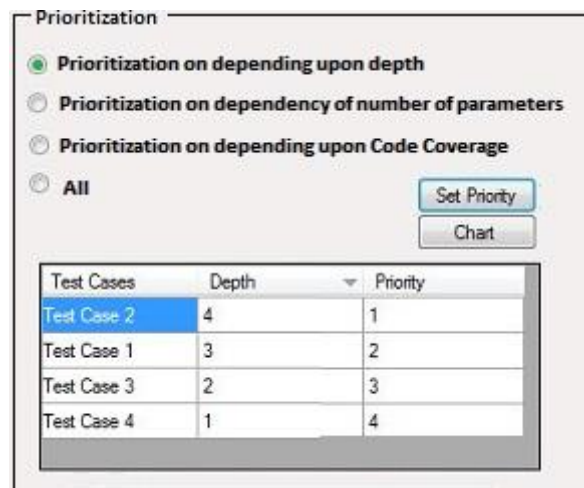 Prioritization
Prioritization on depending upon depth
Prioritization on dependency of number of parameters
Prioritization on depending upon Code Coverage
All
Set Priority
Chart
Test Cases Depth Priority
Test Case 2 4 1
Test Case 1 3 2
Test Case 3 2 3
Test Case 4 1 4